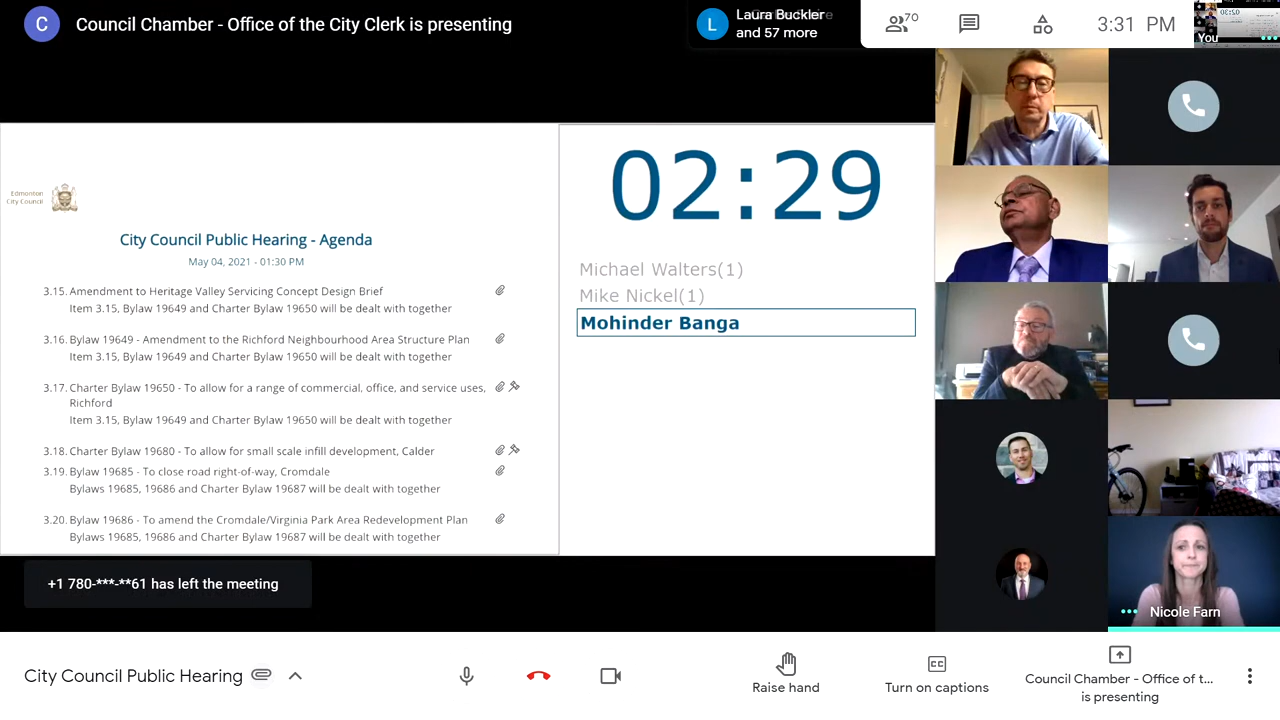 C
Council Chamber - Office of the City Clerk is presenting
L
Laura Buckler
and 57 more
70
3:31 PM
You
Edmonton
City Council
City Council Public Hearing - Agenda
May 04, 2021 - 01:30 PM
3.15. Amendment to Heritage Valley Servicing Concept Design Brief
Item 3.15, Bylaw 19649 and Charter Bylaw 19650 will be dealt with together
3.16. Bylaw 19649 - Amendment to the Richford Neighbourhood Area Structure Plan
Item 3.15, Bylaw 19649 and Charter Bylaw 19650 will be dealt with together
3.17. Charter Bylaw 19650 - To allow for a range of commercial, office, and service uses,
Richford
Item 3.15, Bylaw 19649 and Charter Bylaw 19650 will be dealt with together
3.18. Charter Bylaw 19680 - To allow for small scale infill development, Calder
3.19. Bylaw 19685 - To close road right-of-way, Cromdale
Bylaws 19685, 19686 and Charter Bylaw 19687 will be dealt with together
3.20. Bylaw 19686 - To amend the Cromdale/Virginia Park Area Redevelopment Plan
Bylaws 19685, 19686 and Charter Bylaw 19687 will be dealt with together
02:29
Michael Walters(1)
Mike Nickel(1)
Mohinder Banga
+1 780-***-**61 has left the meeting
Nicole Farn
City Council Public Hearing
Raise hand
CC
Turn on captions
Council Chamber - Office of t...
is presenting